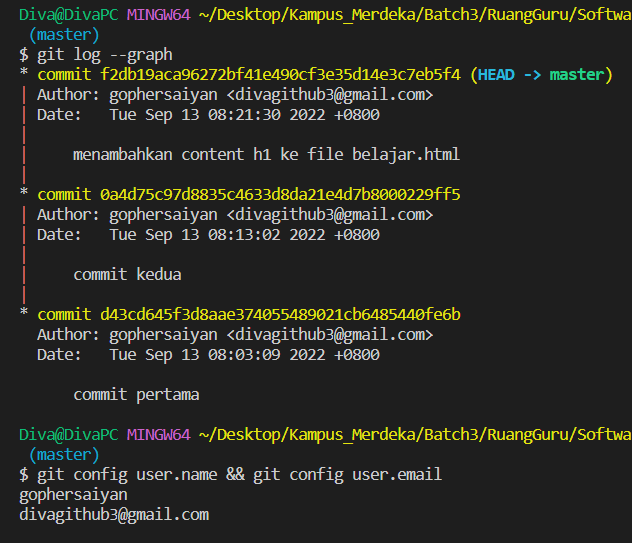 Diva@DivaPC MINGW64 ~/Desktop/Kampus_Merdeka/Batch3/RuangGuru/Softwa
(master)
$ git log --graph
* commit f2db19aca96272bf41e490cf3e35d14e3c7eb5f4 (HEAD -> master)
| Author: gophersaiyan <divagithub3@gmail.com>
| Date:   Tue Sep 13 08:21:30 2022 +0800
|
|     menambahkan content h1 ke file belajar.html
|
* commit 0a4d75c97d8835c4633d8da21e4d7b8000229ff5
| Author: gophersaiyan <divagithub3@gmail.com>
| Date:   Tue Sep 13 08:13:02 2022 +0800
|
|     commit kedua
|
* commit d43cd645f3d8aae374055489021cb6485440fe6b
  Author: gophersaiyan <divagithub3@gmail.com>
  Date:   Tue Sep 13 08:03:09 2022 +0800
      commit pertama
Diva@DivaPC MINGW64 ~/Desktop/Kampus_Merdeka/Batch3/RuangGuru/Softwa
(master)
$ git config user.name && git config user.email
gophersaiyan
divagithub3@gmail.com